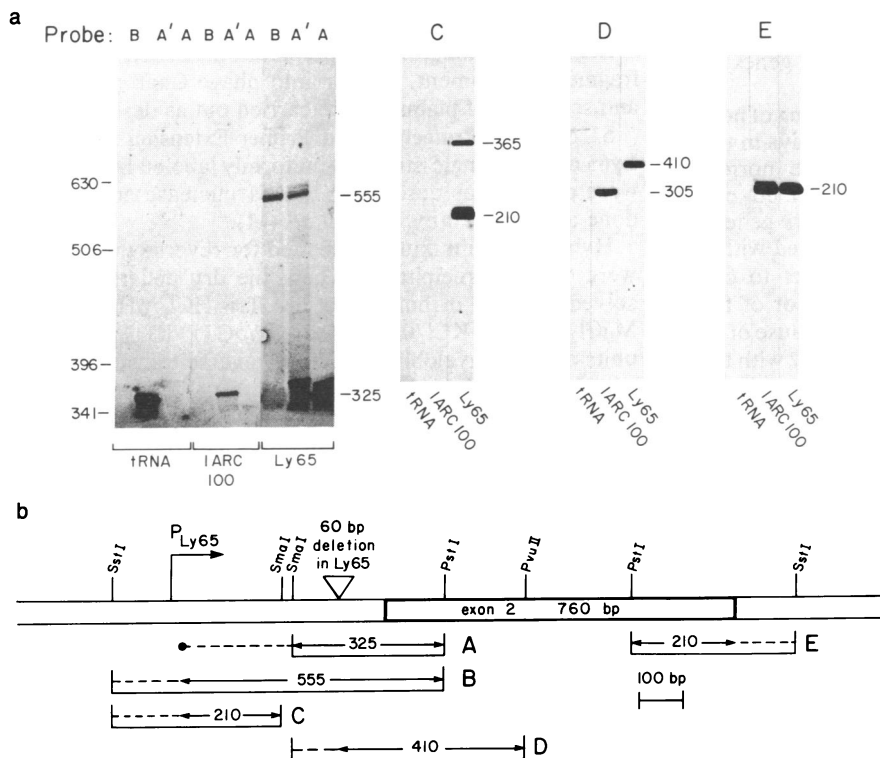 a
Probe: B A' A B A' A B A' A
C
D
E
630
506
396
341
555
325
365
210
410
305
210
tRNA
IARC 100
Ly 65
tRNA
IARC 100
Ly65
tRNA
IARC 100
Ly65
tRNA
IARC 100
Ly65
b
SstI
PLy65
SmaI
SmaI
60 bp
deletion
in Ly65
PstI
PvuII
PstI
SstI
exon 2 760 bp
325 A
210 E
555 B
100 bp
210 C
410 D